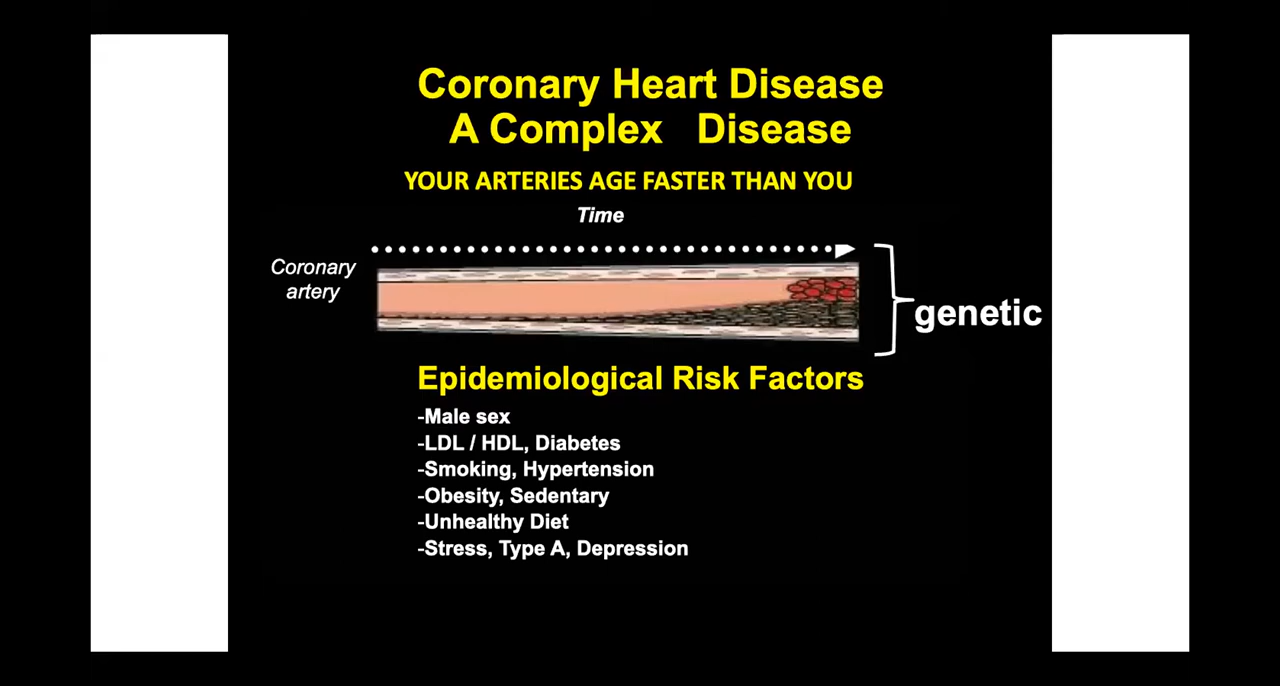 Coronary Heart Disease
A Complex Disease
YOUR ARTERIES AGE FASTER THAN YOU
Time
Coronary
artery
genetic
Epidemiological Risk Factors
-Male sex
-LDL / HDL, Diabetes
-Smoking, Hypertension
-Obesity, Sedentary
-Unhealthy Diet
-Stress, Type A, Depression